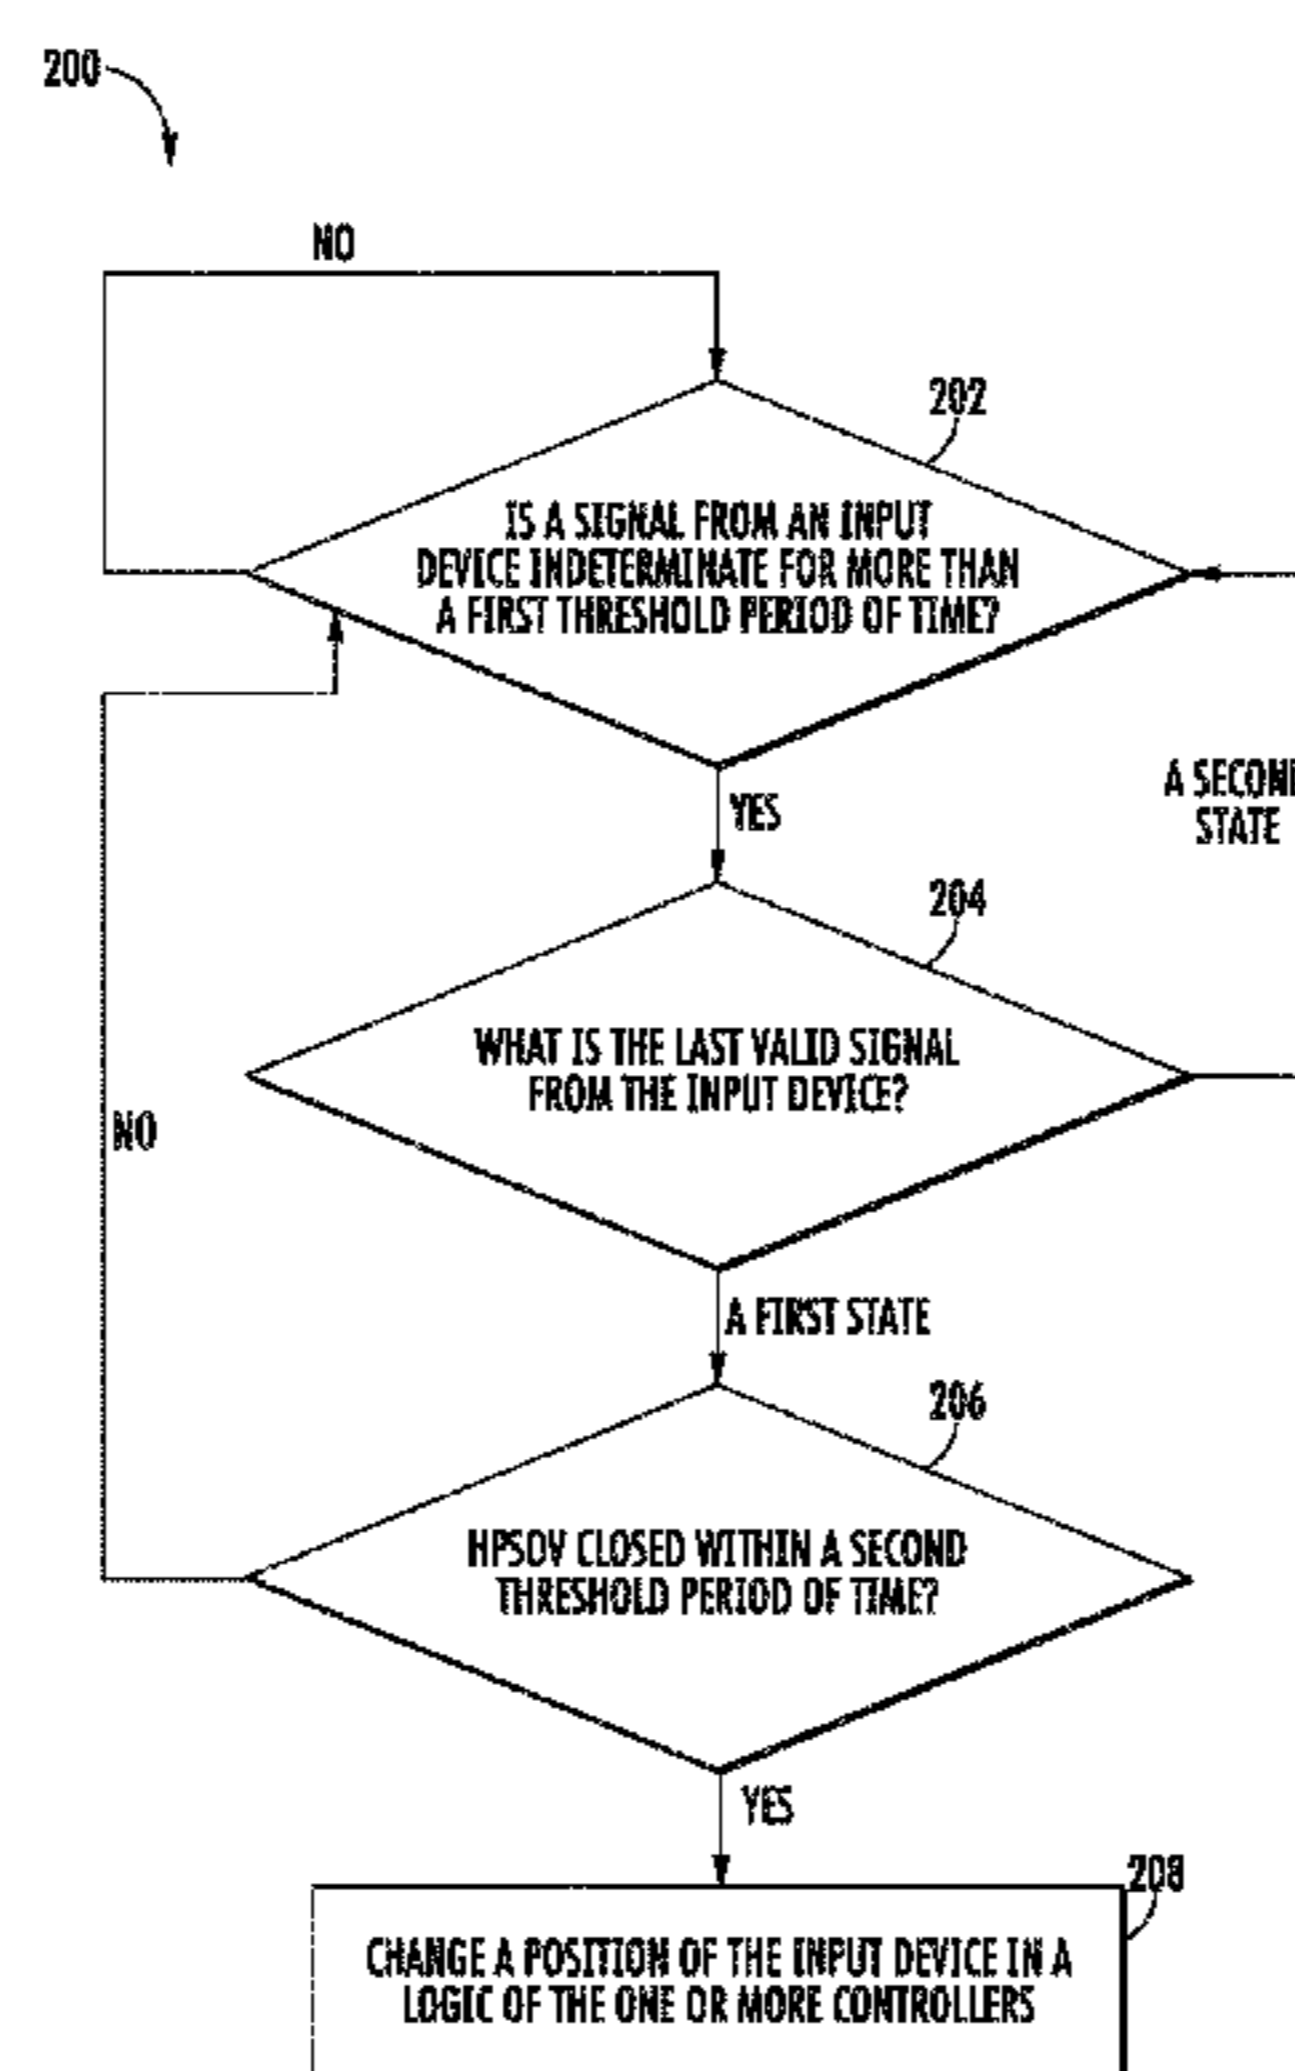 200
NO
202
IS A SIGNAL FROM AN INPUT
DEVICE INDETERMINATE FOR MORE THAN
A FIRST THRESHOLD PERIOD OF TIME?
YES
A SECOND
STATE
204
WHAT IS THE LAST VALID SIGNAL
FROM THE INPUT DEVICE?
NO
A FIRST STATE
206
HPSOV CLOSED WITHIN A SECOND
THRESHOLD PERIOD OF TIME?
YES
208
CHANGE A POSITION OF THE INPUT DEVICE IN A
LOGIC OF THE ONE OR MORE CONTROLLERS